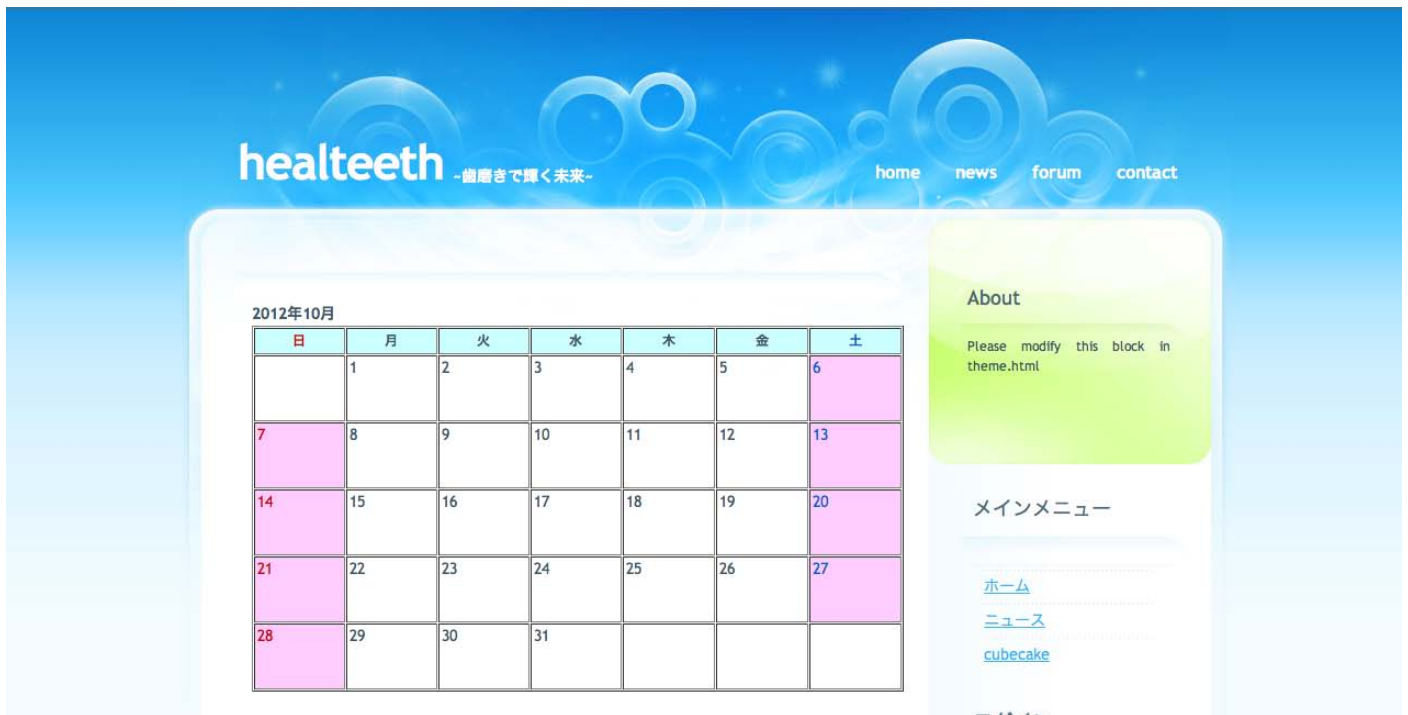 healteeth ~歯磨きで輝く未来~
home news forum contact
2012年10月
日 月 火 水 木 金 土
1 2 3 4 5 6
7 8 9 10 11 12 13
14 15 16 17 18 19 20
21 22 23 24 25 26 27
28 29 30 31
About
Please modify this block in
theme.html
メインメニュー
ホーム
ニュース
cubecake